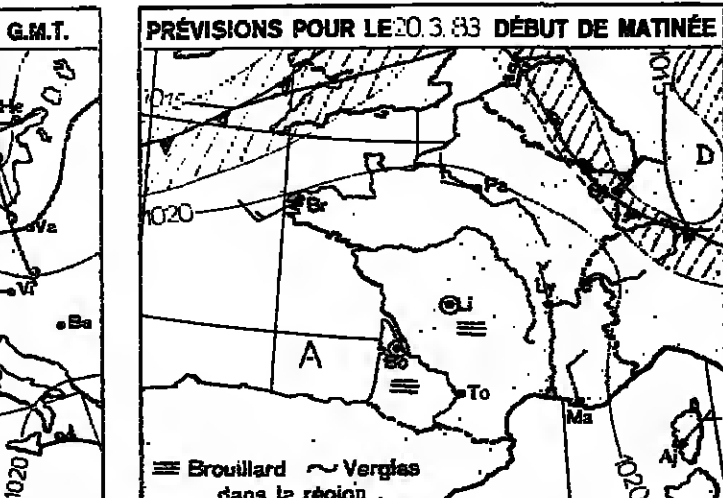 G.M.T.
PRÉVISIONS POUR LE 20.3.83 DÉBUT DE MATINÉE
1015
1015
D
1020
Br
Pa
Va
Vi
Ba
Li
Ly
A
Bo
To
Ma
Aj
1020
1020
≡ Brouillard ~ Verglas
dans la région